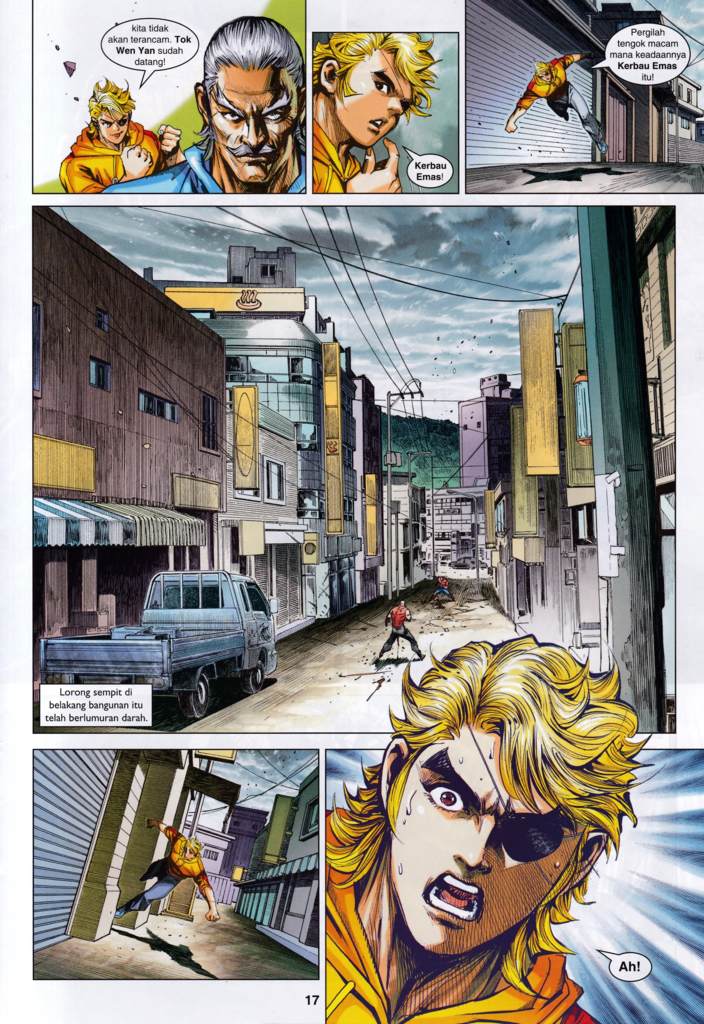 kita tidak
akan terancam. Tok
Wen Yan sudah
datang!
Kerbau
Emas!
Pergilah
tengok macam
mana keadaannya
Kerbau Emas
itu!
Lorong sempit di
belakang bangunan itu
telah berlumuran darah.
Ah!
17